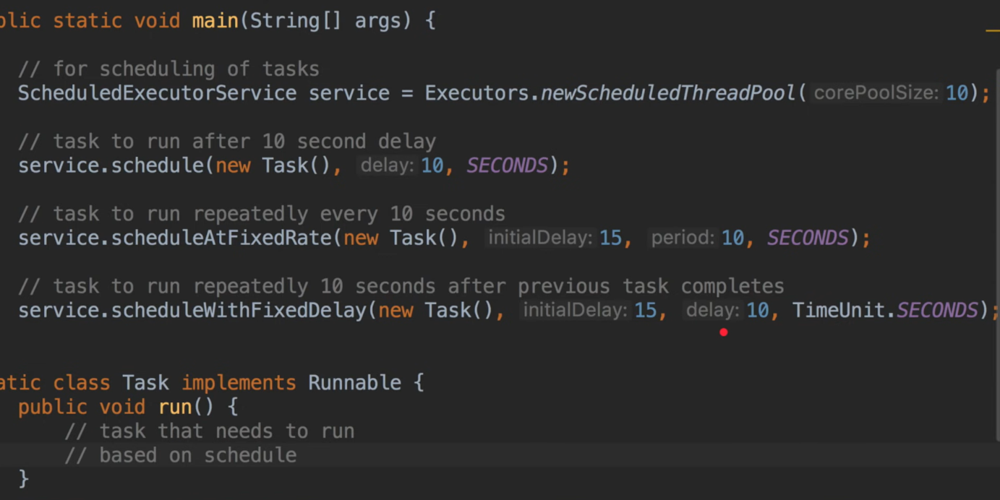 blic static void main(String[] args) {
// for scheduling of tasks
ScheduledExecutorService service = Executors.newScheduledThreadPool( corePoolSize: 10);
// task to run after 10 second delay
service.schedule(new Task(), delay: 10, SECONDS);
// task to run repeatedly every 10 seconds
service.scheduleAtFixedRate(new Task(), initialDelay: 15, period: 10, SECONDS);
// task to run repeatedly 10 seconds after previous task completes
service.scheduleWithFixedDelay(new Task(), initialDelay: 15, delay: 10, TimeUnit.SECONDS);
atic class Task implements Runnable {
public void run() {
// task that needs to run
// based on schedule
}